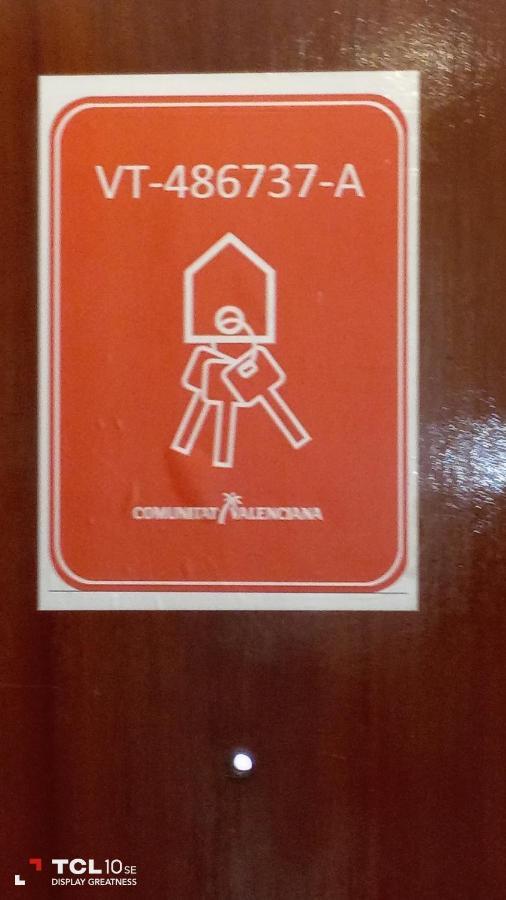 VT-486737-A
COMUNITAT VALENCIANA
TCL 10 SE
DISPLAY GREATNESS